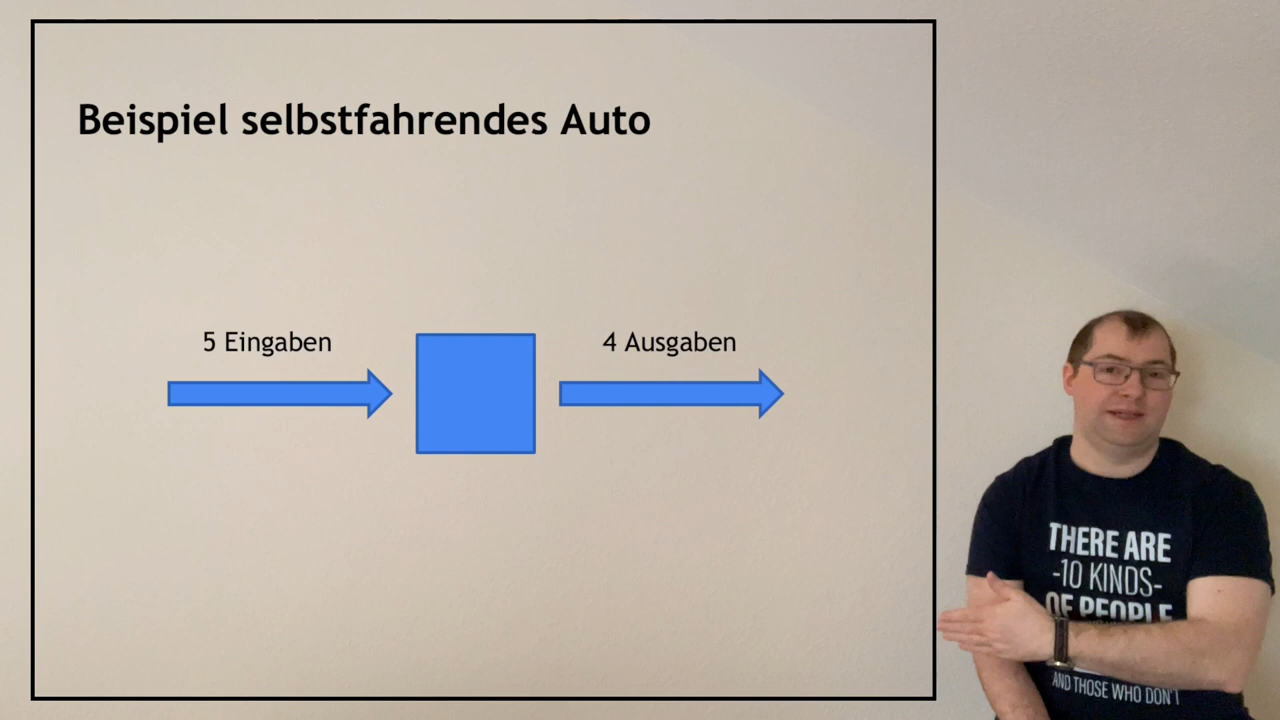 Beispiel selbstfahrendes Auto
5 Eingaben
4 Ausgaben
THERE ARE
-10 KINDS-
OF PEOPLE
AND THOSE WHO DON'T